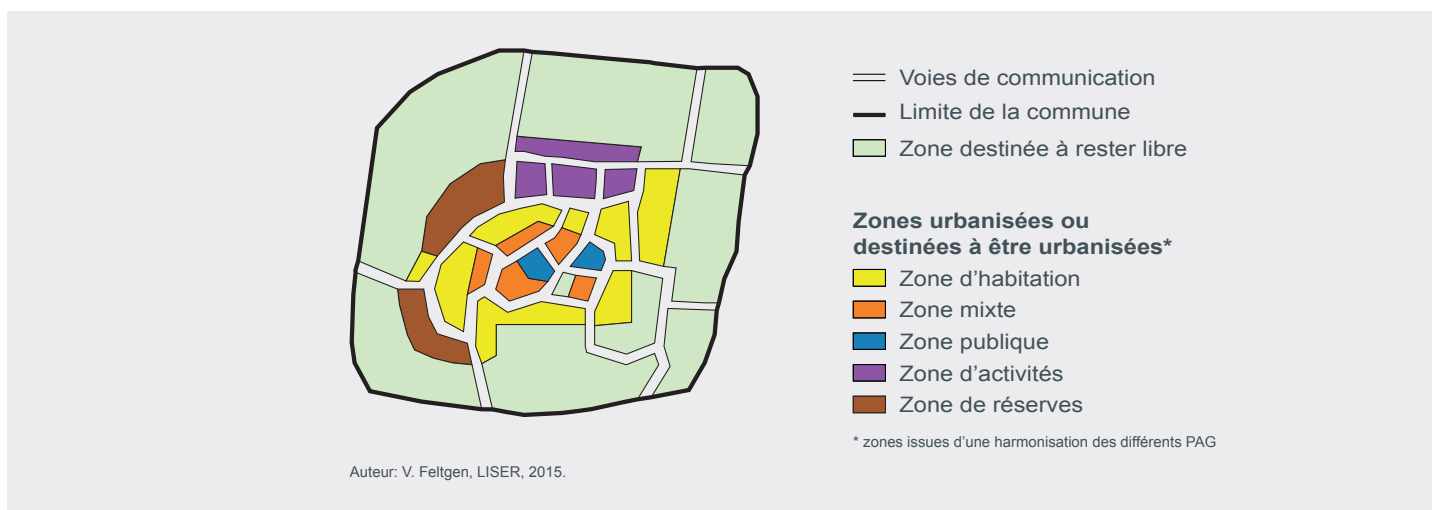 Voies de communication
Limite de la commune
Zone destinée à rester libre
Zones urbanisées ou
destinées à être urbanisées*
Zone d'habitation
Zone mixte
Zone publique
Zone d'activités
Zone de réserves
* zones issues d'une harmonisation des différents PAG
Auteur: V. Feltgen, LISER, 2015.